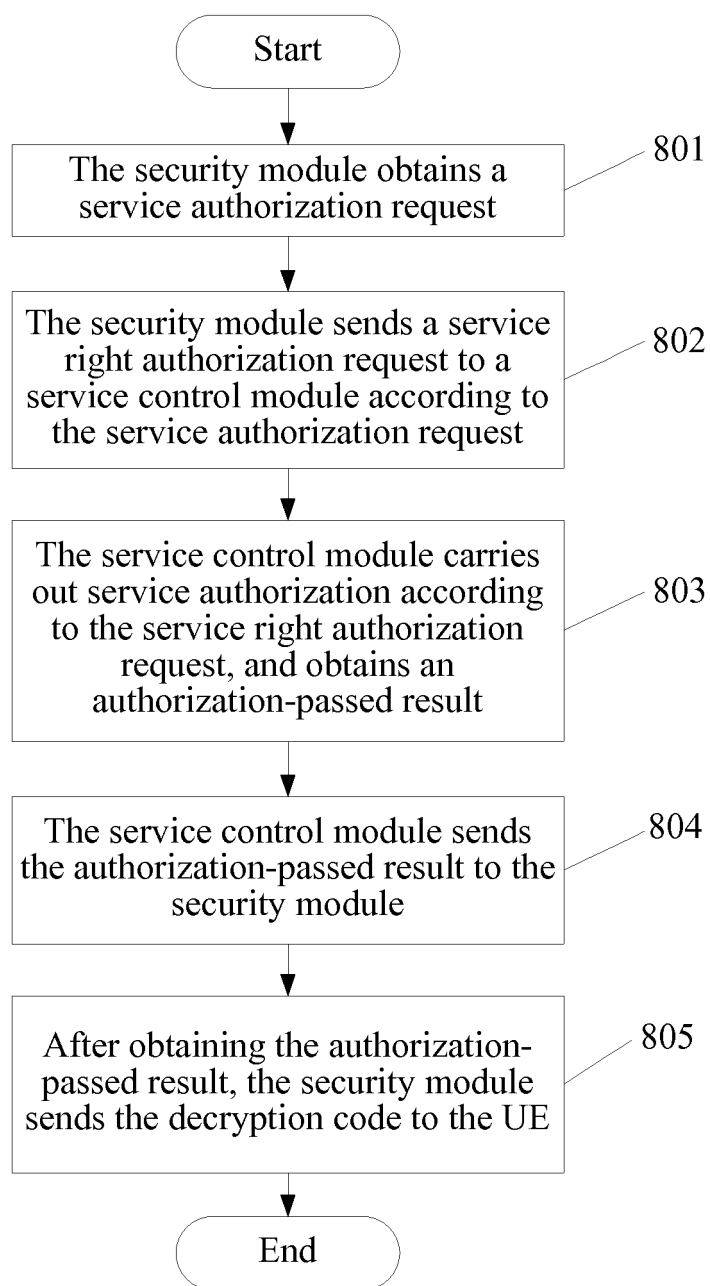 Start
The security module obtains a
service authorization request
801
The security module sends a service
right authorization request to a
service control module according to
the service authorization request
802
The service control module carries
out service authorization according
to the service right authorization
request, and obtains an
authorization-passed result
803
The service control module sends
the authorization-passed result to the
security module
804
After obtaining the authorization-
passed result, the security module
sends the decryption code to the UE
805
End